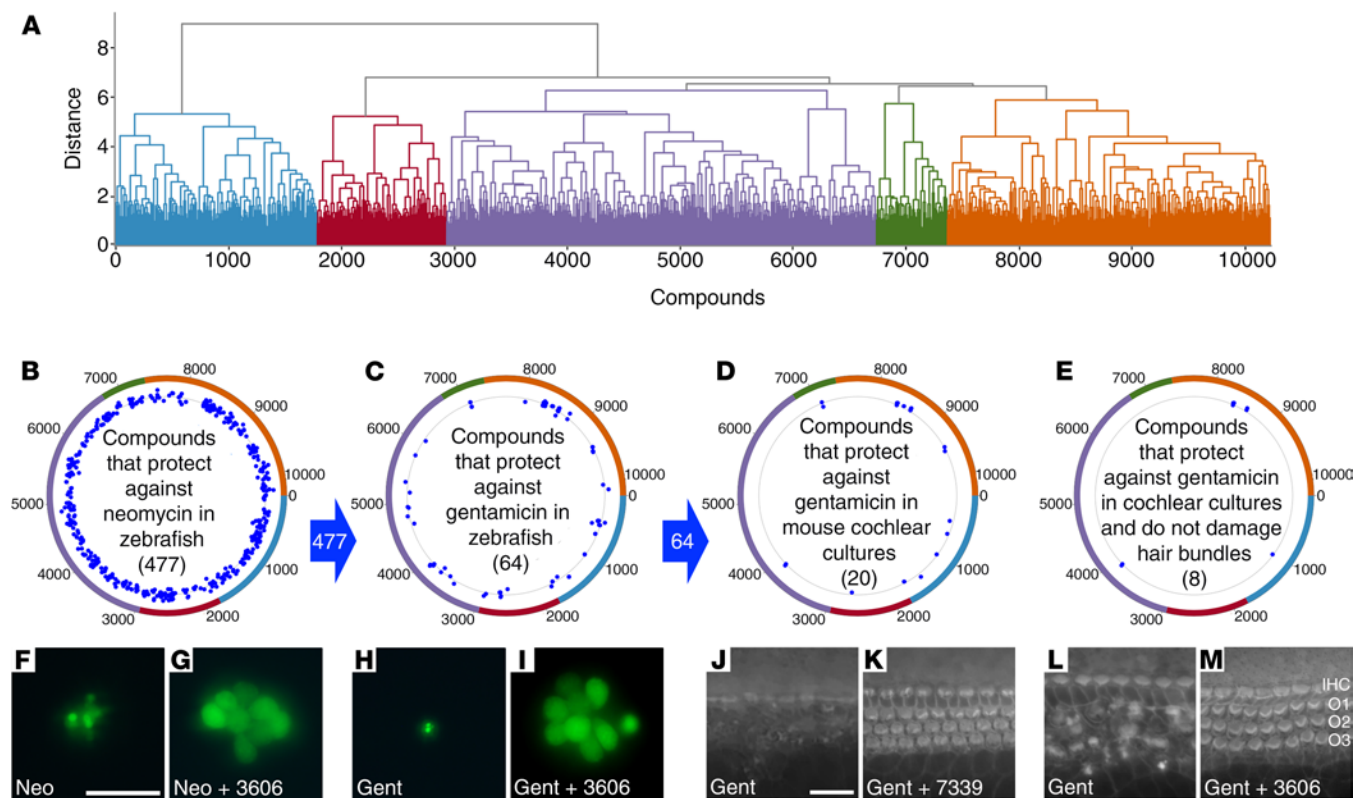 A
Distance
8
6
4
2
0
0 1000 2000 3000 4000 5000 6000 7000 8000 9000 10000
Compounds
B
0
1000
2000
3000
4000
5000
6000
7000
8000
9000
10000
Compounds
that protect
against
neomycin in
zebrafish
(477)
477
C
0
1000
2000
3000
4000
5000
6000
7000
8000
9000
10000
Compounds
that protect
against
gentamicin in
zebrafish
(64)
64
D
0
1000
2000
3000
4000
5000
6000
7000
8000
9000
10000
Compounds
that protect
against
gentamicin in
mouse cochlear
cultures
(20)
E
0
1000
2000
3000
4000
5000
6000
7000
8000
9000
10000
Compounds
that protect
against gentamicin
in cochlear cultures
and do not damage
hair bundles
(8)
F
Neo
G
Neo + 3606
H
Gent
I
Gent + 3606
J
Gent
K
Gent + 7339
L
Gent
M
IHC
O1
O2
O3
Gent + 3606